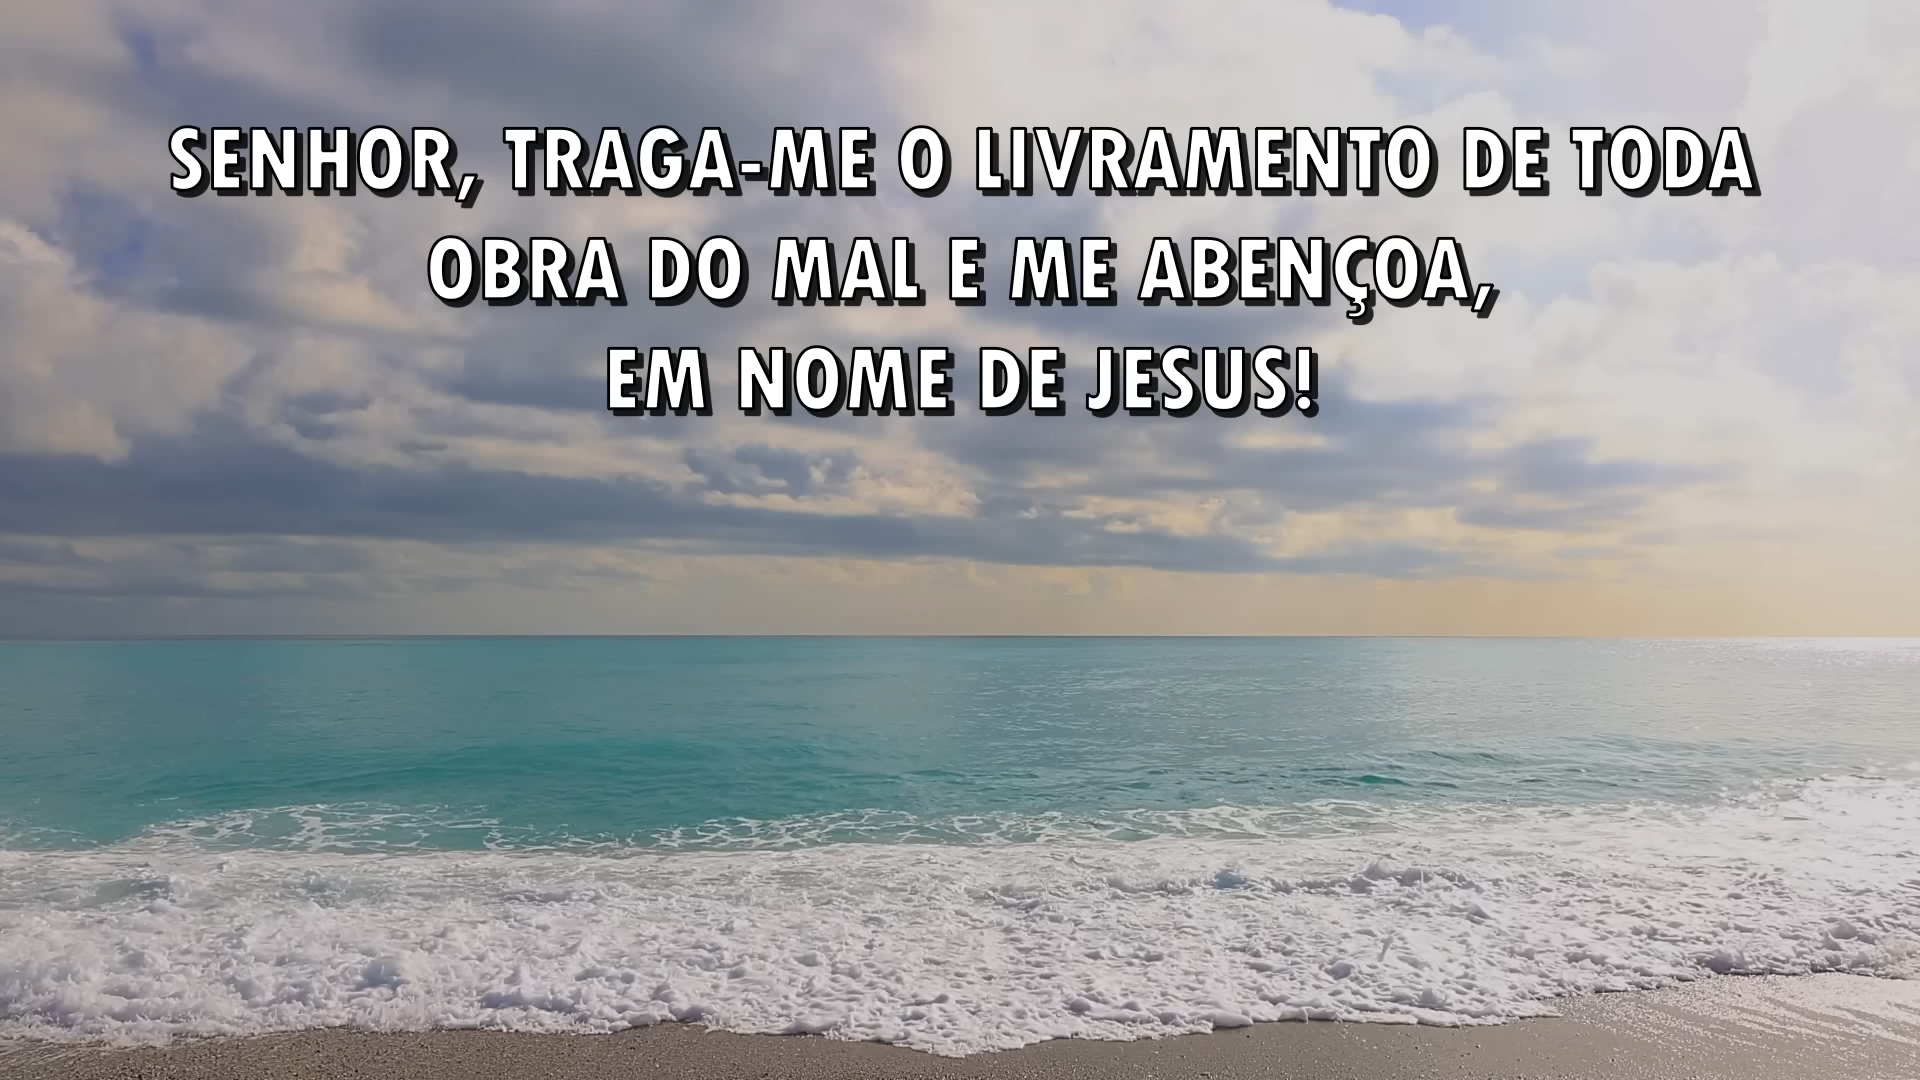 SENHOR, TRAGA-ME O LIVRAMENTO DE TODA
OBRA DO MAL E ME ABENÇOA,
EM NOME DE JESUS!